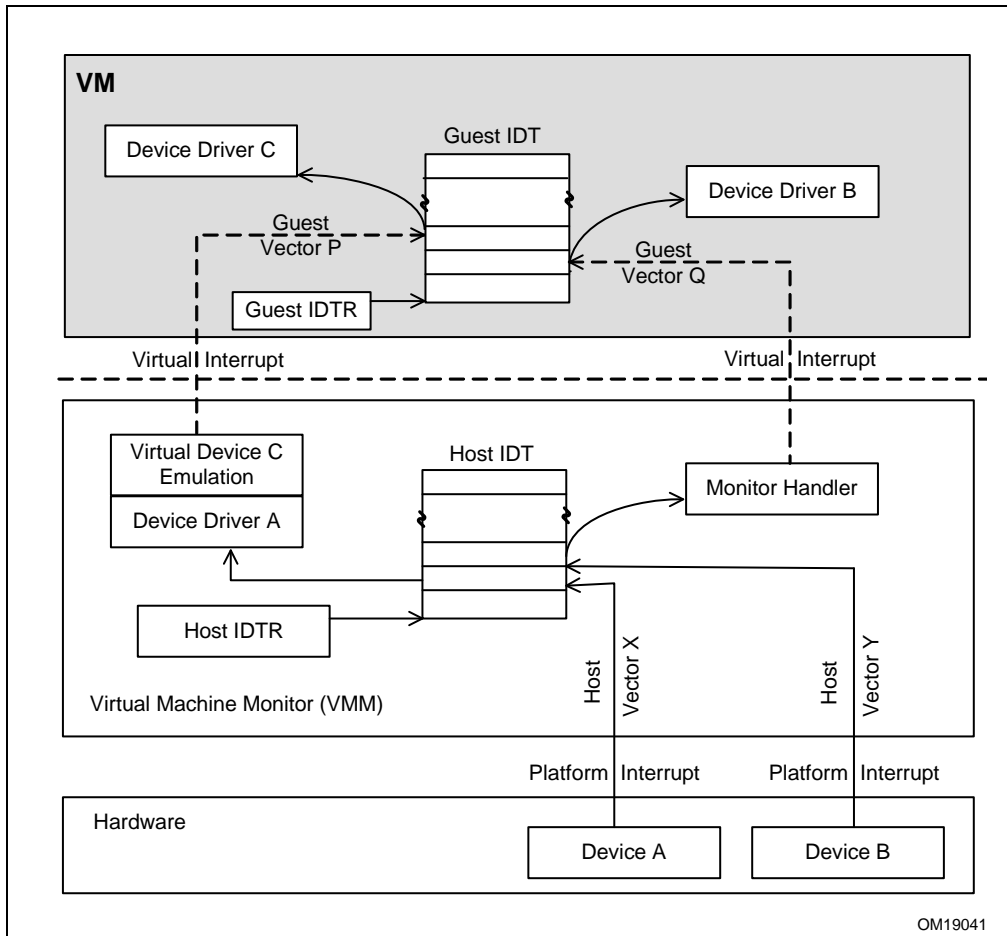 VM
Guest IDT
Device Driver C
Device Driver B
Guest
Vector P
Guest
Vector Q
Guest IDTR
Virtual Interrupt
Virtual Interrupt
Virtual Device C
Emulation
Device Driver A
Host IDT
Monitor Handler
Host IDTR
Host
Vector X
Host
Vector Y
Virtual Machine Monitor (VMM)
Platform Interrupt
Platform Interrupt
Hardware
Device A
Device B
OM19041